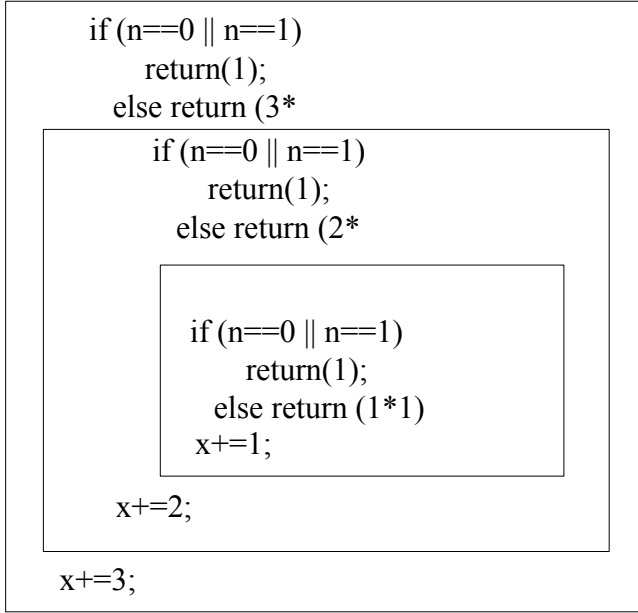 if (n==0 || n==1)
return(1);
else return (3*
if (n==0 || n==1)
return(1);
else return (2*
if (n==0 || n==1)
return(1);
else return (1*1)
x+=1;
x+=2;
x+=3;